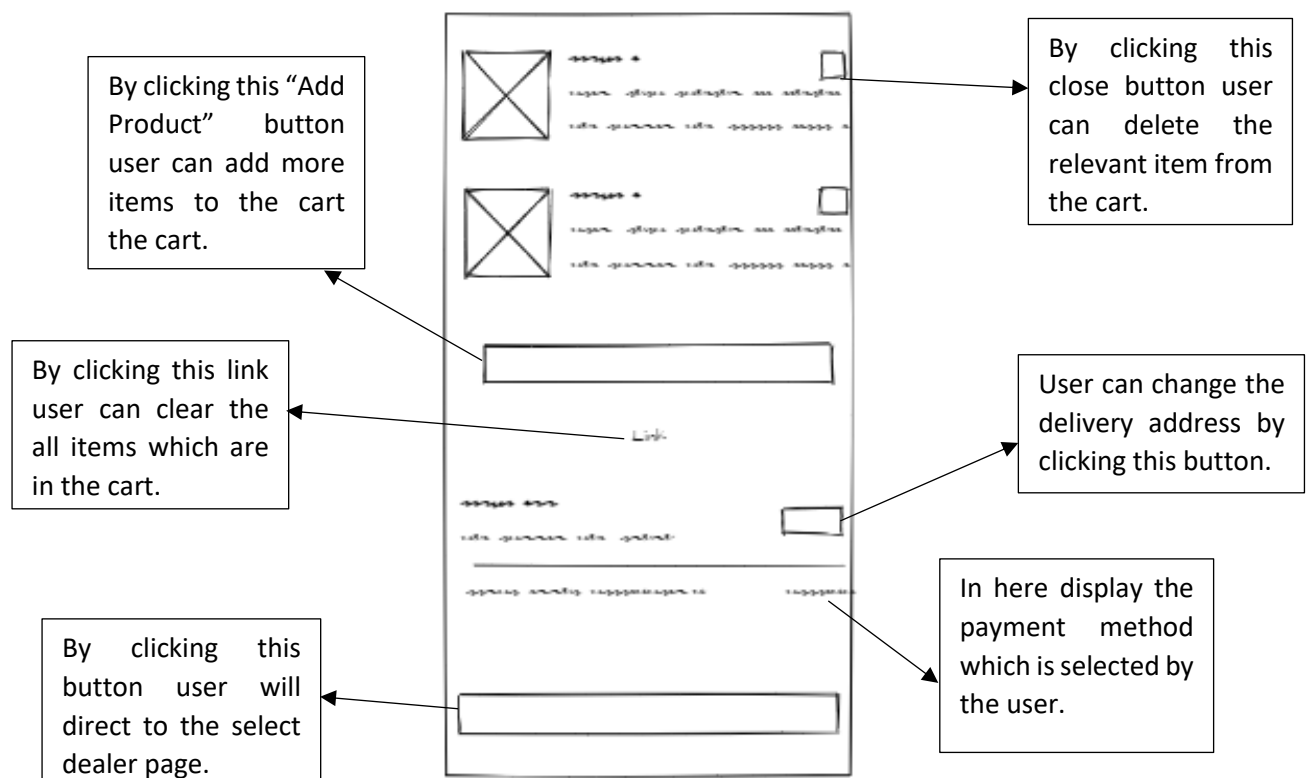 By clicking this “Add
Product” button
user can add more
items to the cart
the cart.
By clicking this
close button user
can delete the
relevant item from
the cart.
By clicking this link
user can clear the
all items which are
in the cart.
Link
User can change the
delivery address by
clicking this button.
In here display the
payment method
which is selected by
the user.
By clicking this
button user will
direct to the select
dealer page.